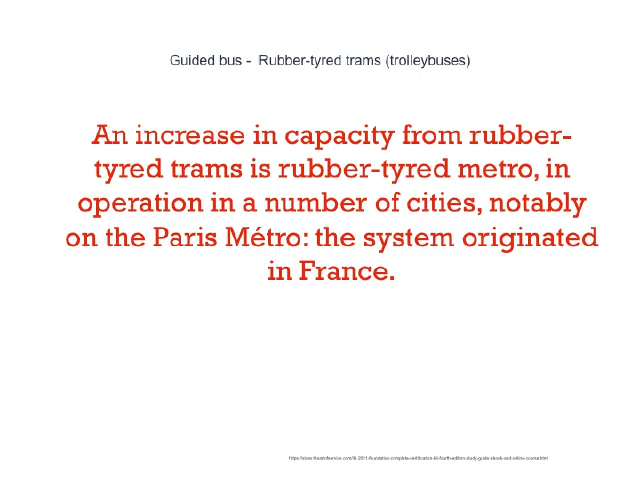 Guided bus -  Rubber-tyred trams (trolleybuses)
An increase in capacity from rubber-
tyred trams is rubber-tyred metro, in
operation in a number of cities, notably
on the Paris Métro: the system originated
in France.